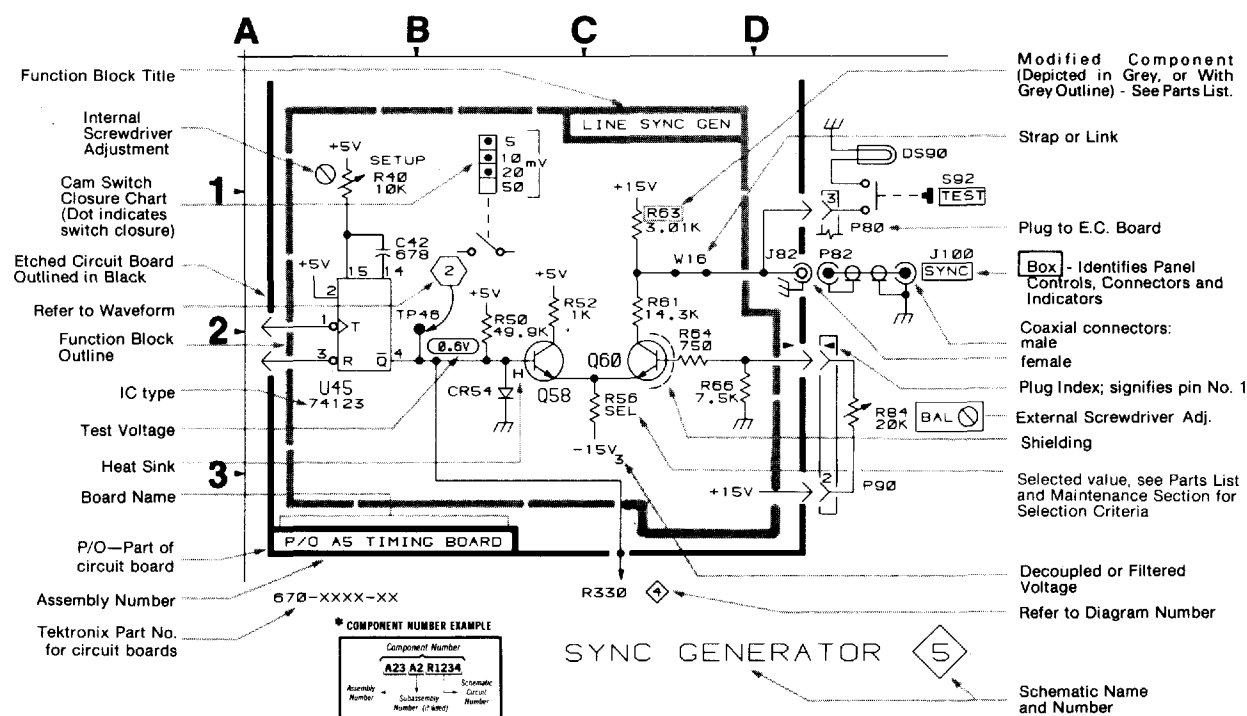 A B C D
Function Block Title
Internal
Screwdriver
Adjustment
Cam Switch
Closure Chart
(Dot indicates
switch closure)
Etched Circuit Board
Outlined in Black
Refer to Waveform
Function Block
Outline
IC type
Test Voltage
Heat Sink
Board Name
P/O—Part of
circuit board
Assembly Number
Tektronix Part No.
for circuit boards
1
2
3
LINE SYNC GEN
+5V
SETUP
R40
10K
5
10
20
50
mV
C42
678
+5V
15 14
2
1
T
3
R
Q̅
4
U45
74123
2
TP46
0.6V
+5V
R50
49.9K
CR54
H
+5V
R52
1K
Q58
+15V
R63
3.01K
W16
R61
14.3K
Q60
R64
750
R66
7.5K
R56
SEL
-15V3
+15V
DS90
S92
TEST
3
P80
J82
P82
J100
SYNC
R84
20K
BAL
2
P90
P/O A5 TIMING BOARD
670-XXXX-XX
R330
4
Modified Component
(Depicted in Grey, or With
Grey Outline) - See Parts List.
Strap or Link
Plug to E.C. Board
Box - Identifies Panel
Controls, Connectors and
Indicators
Coaxial connectors:
male
female
Plug Index; signifies pin No. 1
External Screwdriver Adj.
Shielding
Selected value, see Parts List
and Maintenance Section for
Selection Criteria
Decoupled or Filtered
Voltage
Refer to Diagram Number
* COMPONENT NUMBER EXAMPLE
Component Number
A23 A2 R1234
Assembly
Number
Subassembly
Number (if used)
Schematic
Circuit
Number
SYNC GENERATOR
5
Schematic Name
and Number